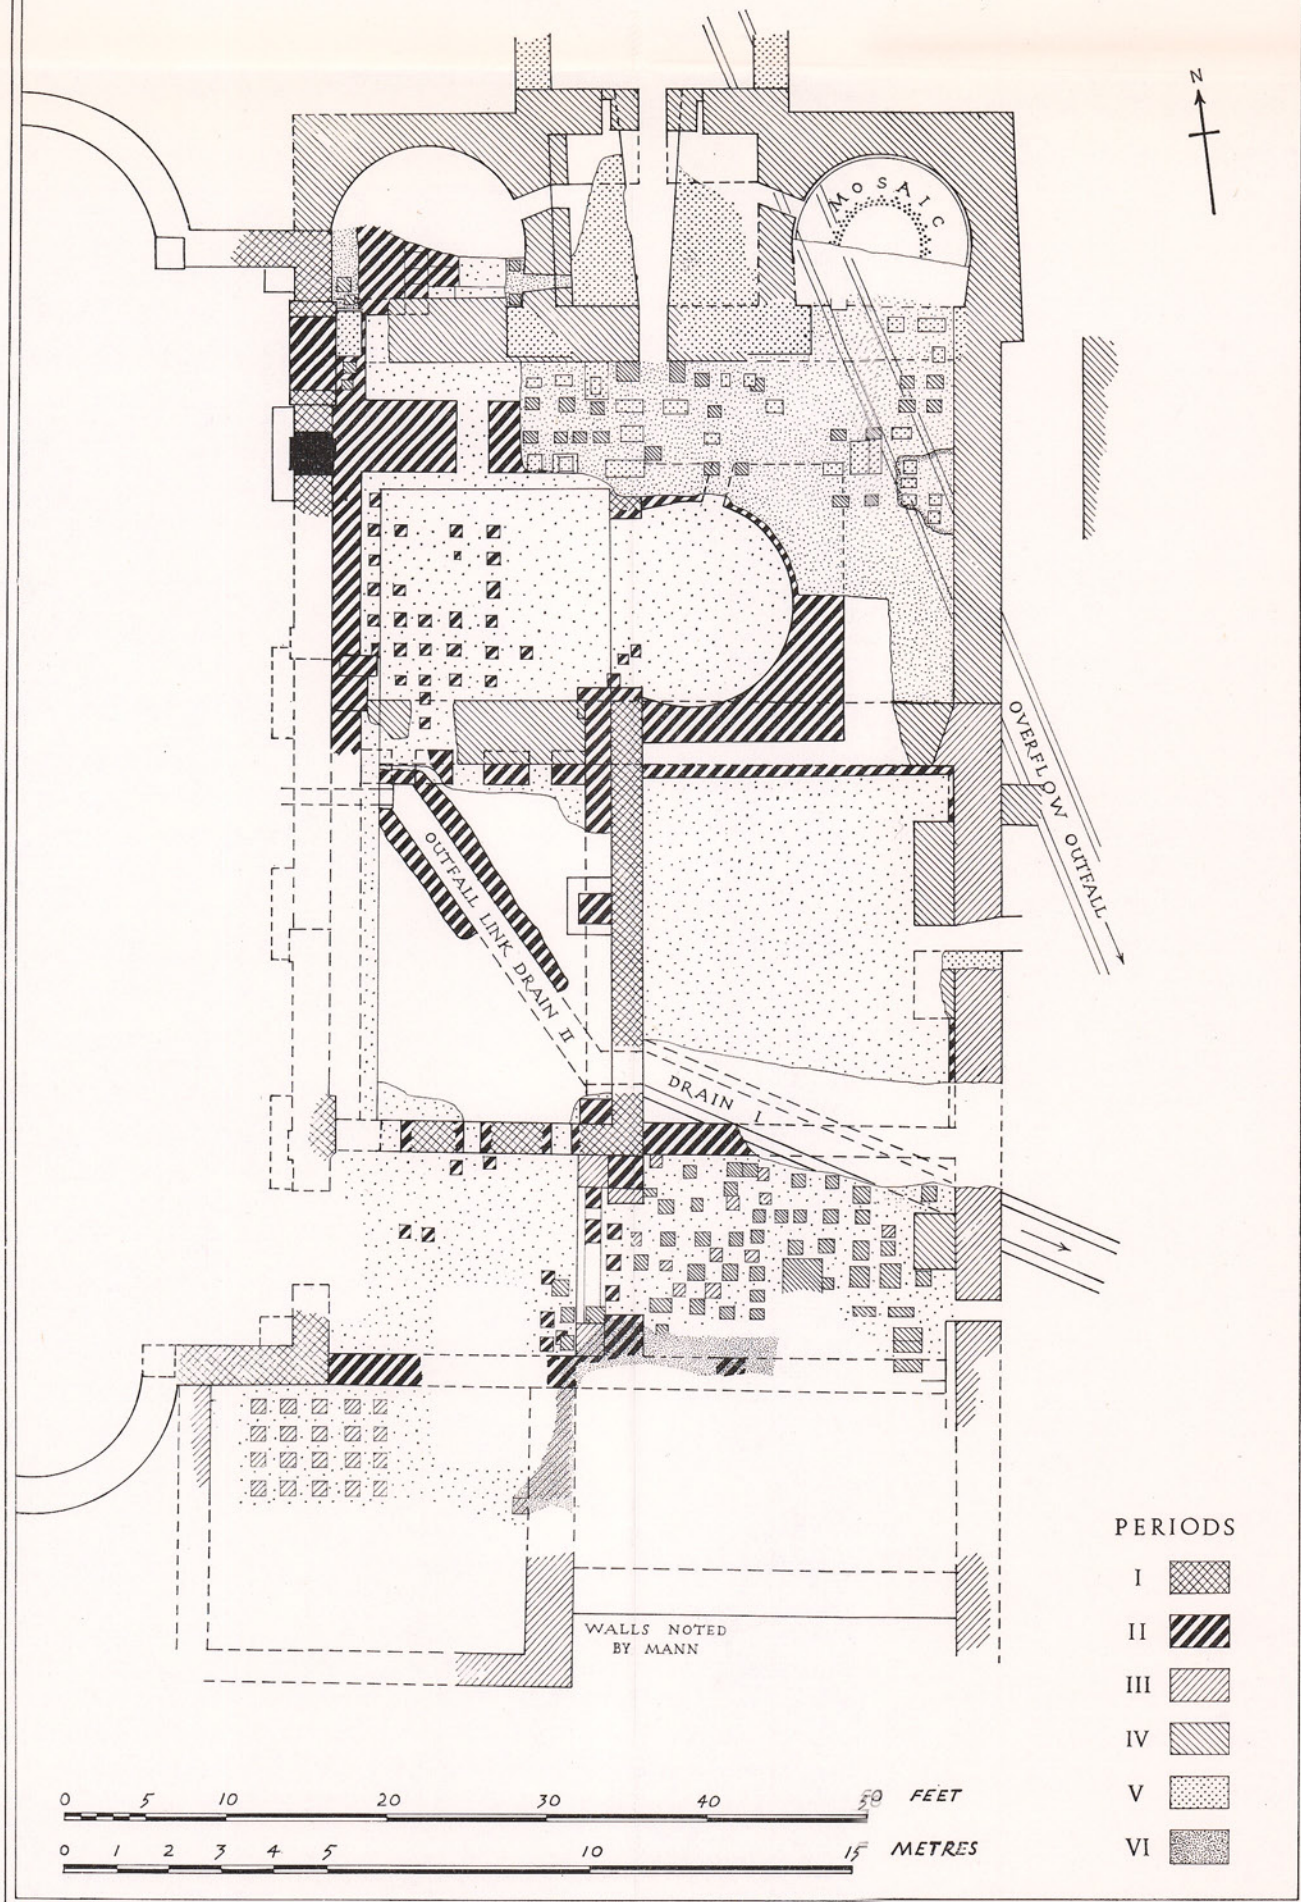 N
MOSAIC
OVERFLOW OUTFALL
OUTFALL LINK DRAIN II
DRAIN I
WALLS NOTED
BY MANN
PERIODS
I
II
III
IV
V
VI
0 5 10 20 30 40 50 FEET
0 1 2 3 4 5 10 15 METRES